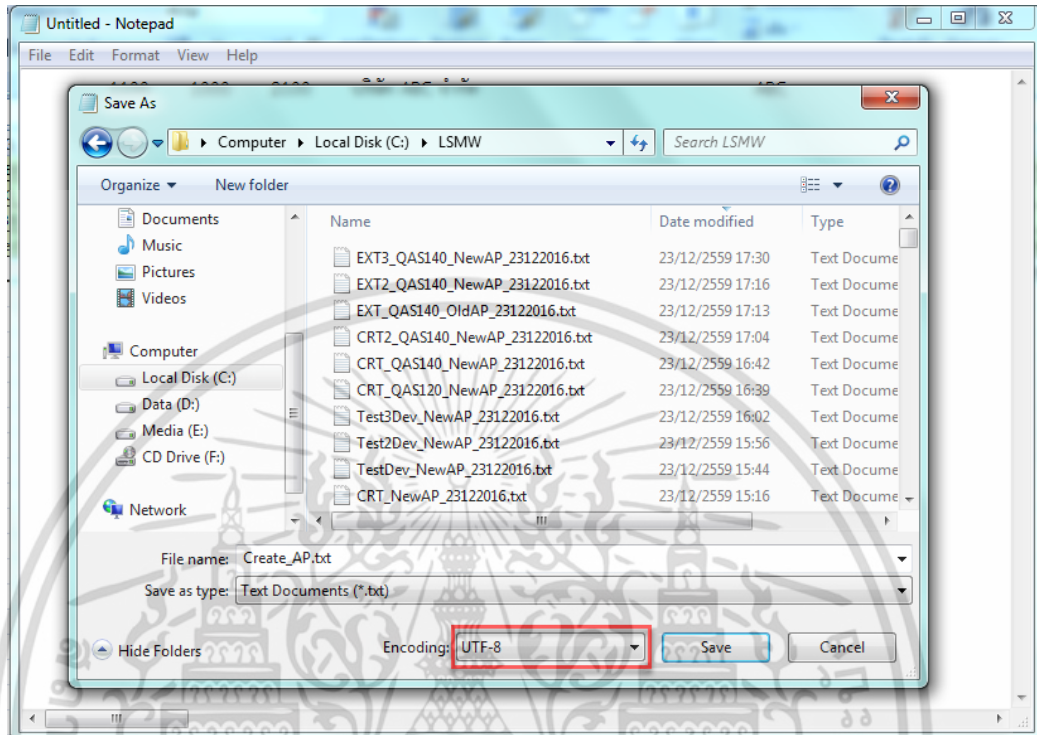 Untitled - Notepad
File Edit Format View Help
Save As
Computer Local Disk (C:) LSMW Search LSMW
Organize New folder
Documents
Music
Pictures
Videos
Computer
Local Disk (C:)
Data (D:)
Media (E:)
CD Drive (F:)
Network
Name Date modified Type
EXT3_QAS140_NewAP_23122016.txt 23/12/2559 17:30 Text Docume
EXT2_QAS140_NewAP_23122016.txt 23/12/2559 17:16 Text Docume
EXT_QAS140_OldAP_23122016.txt 23/12/2559 17:13 Text Docume
CRT2_QAS140_NewAP_23122016.txt 23/12/2559 17:04 Text Docume
CRT_QAS140_NewAP_23122016.txt 23/12/2559 16:42 Text Docume
CRT_QAS120_NewAP_23122016.txt 23/12/2559 16:39 Text Docume
Test3Dev_NewAP_23122016.txt 23/12/2559 16:02 Text Docume
Test2Dev_NewAP_23122016.txt 23/12/2559 15:56 Text Docume
TestDev_NewAP_23122016.txt 23/12/2559 15:44 Text Docume
CRT_NewAP_23122016.txt 23/12/2559 15:16 Text Docume
File name: Create_AP.txt
Save as type: Text Documents (*.txt)
Hide Folders Encoding: UTF-8 Save Cancel